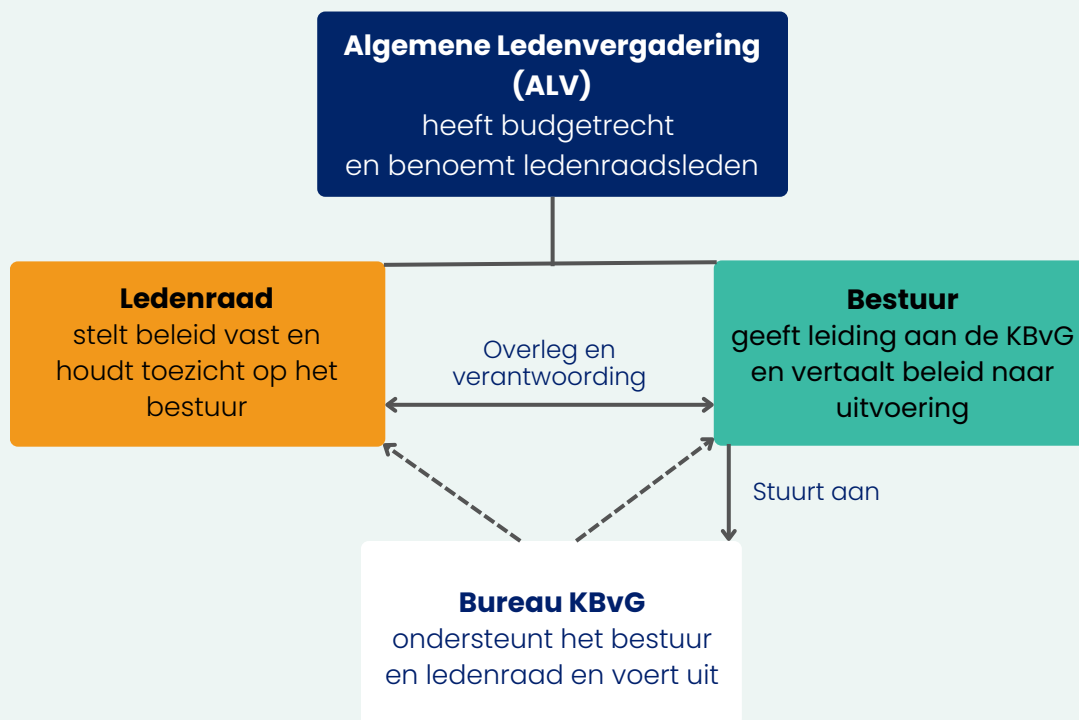 Algemene Ledenvergadering
(ALV)
heeft budgetrecht
en benoemt ledenraadsleden
Ledenraad
stelt beleid vast en
houdt toezicht op het
bestuur
Overleg en
verantwoording
Bestuur
geeft leiding aan de KBvG
en vertaalt beleid naar
uitvoering
Stuurt aan
Bureau KBvG
ondersteunt het bestuur
en ledenraad en voert uit